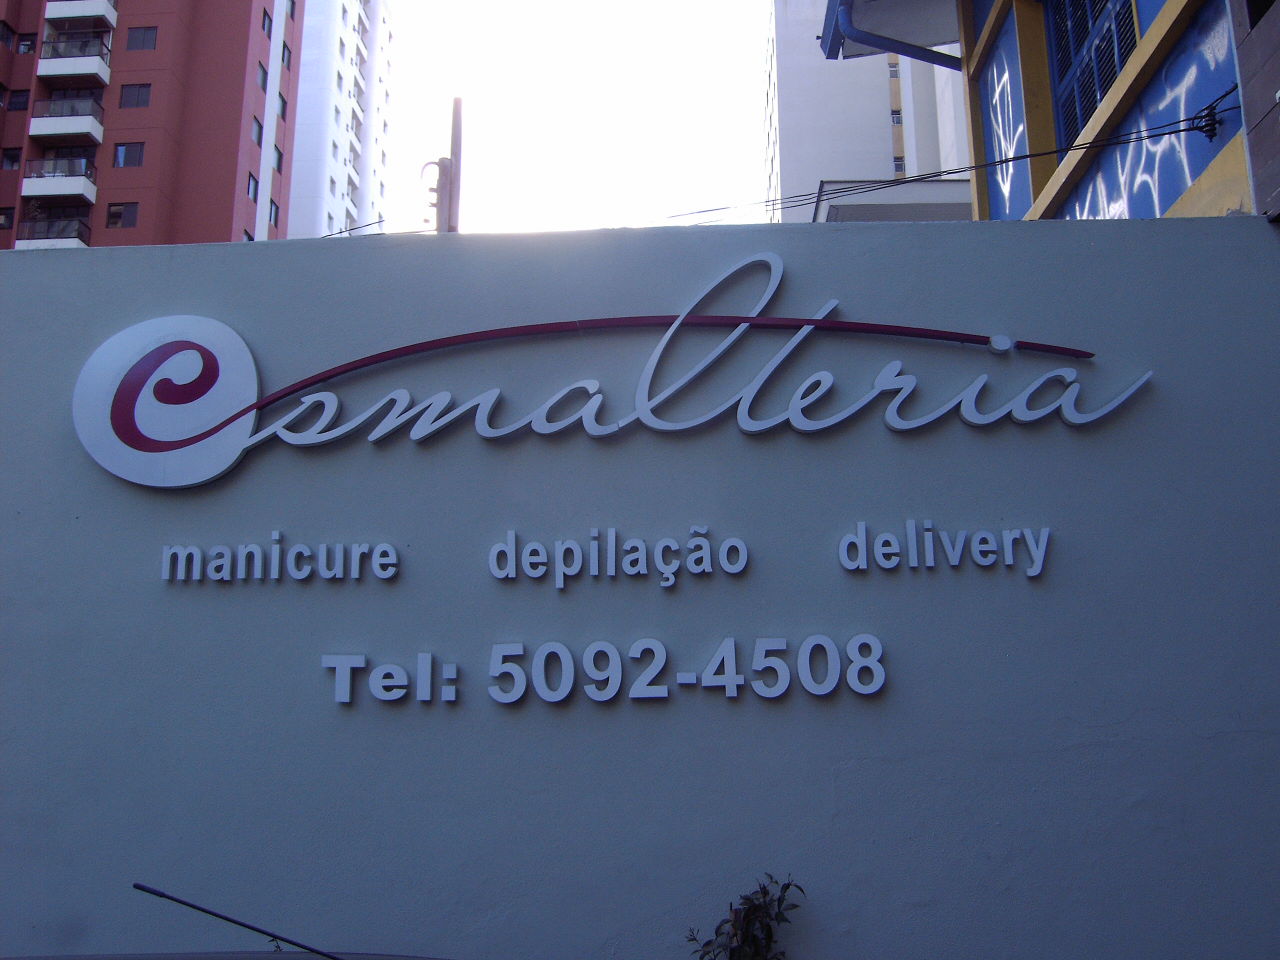 esmalteria
manicure depilação delivery
Tel: 5092-4508